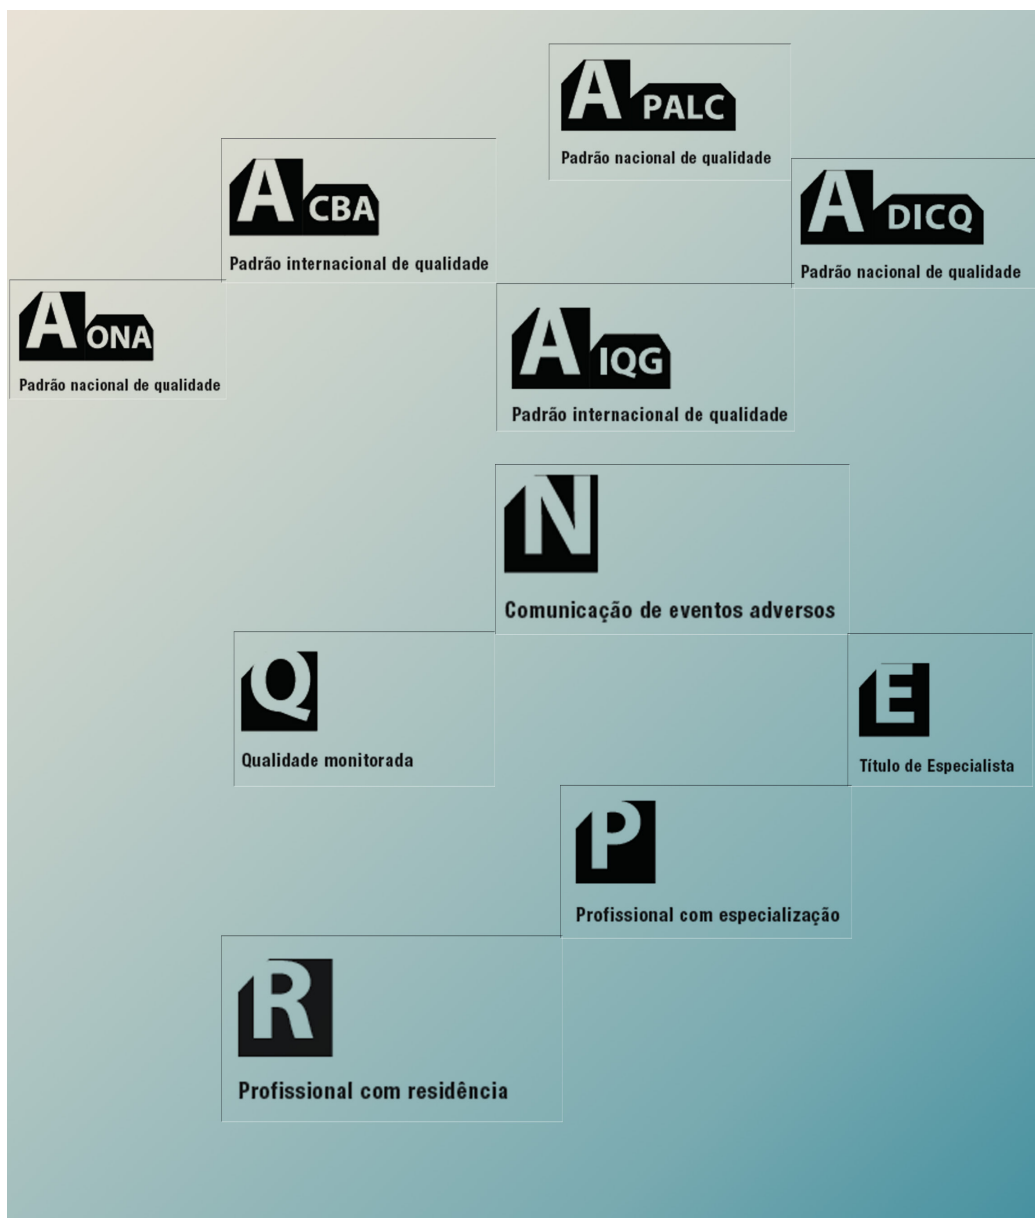 A PALC
Padrão nacional de qualidade
A CBA
Padrão internacional de qualidade
A DICQ
Padrão nacional de qualidade
A ONA
Padrão nacional de qualidade
A IQG
Padrão internacional de qualidade
N
Comunicação de eventos adversos
Q
Qualidade monitorada
E
Título de Especialista
P
Profissional com especialização
R
Profissional com residência